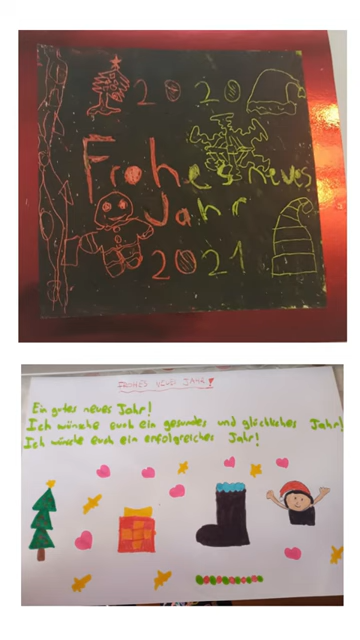 2020
Frohes neues
Jahr
2021
FROHES NEUES JAHR!
Ein gutes neues Jahr!
Ich wünsche euch ein gesundes und glückliches Jahr!
Ich wünste euch ein erfolgreiches Jahr!